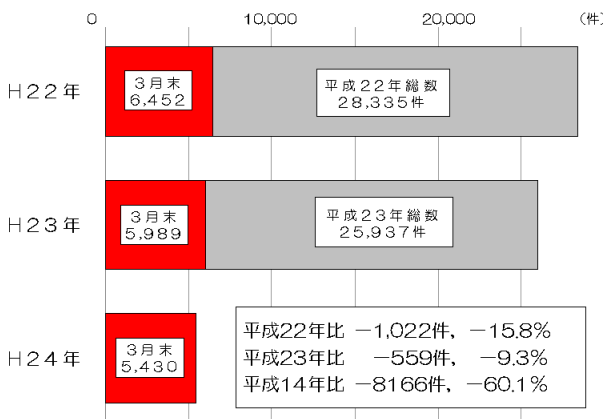 0 10,000 20,000 (件)
H22年
3月末
6,452
平成22年総数
28,335件
H23年
3月末
5,989
平成23年総数
25,937件
H24年
3月末
5,430
平成22年比 −1,022件, −15.8%
平成23年比 −559件, −9.3%
平成14年比 −8166件, −60.1%